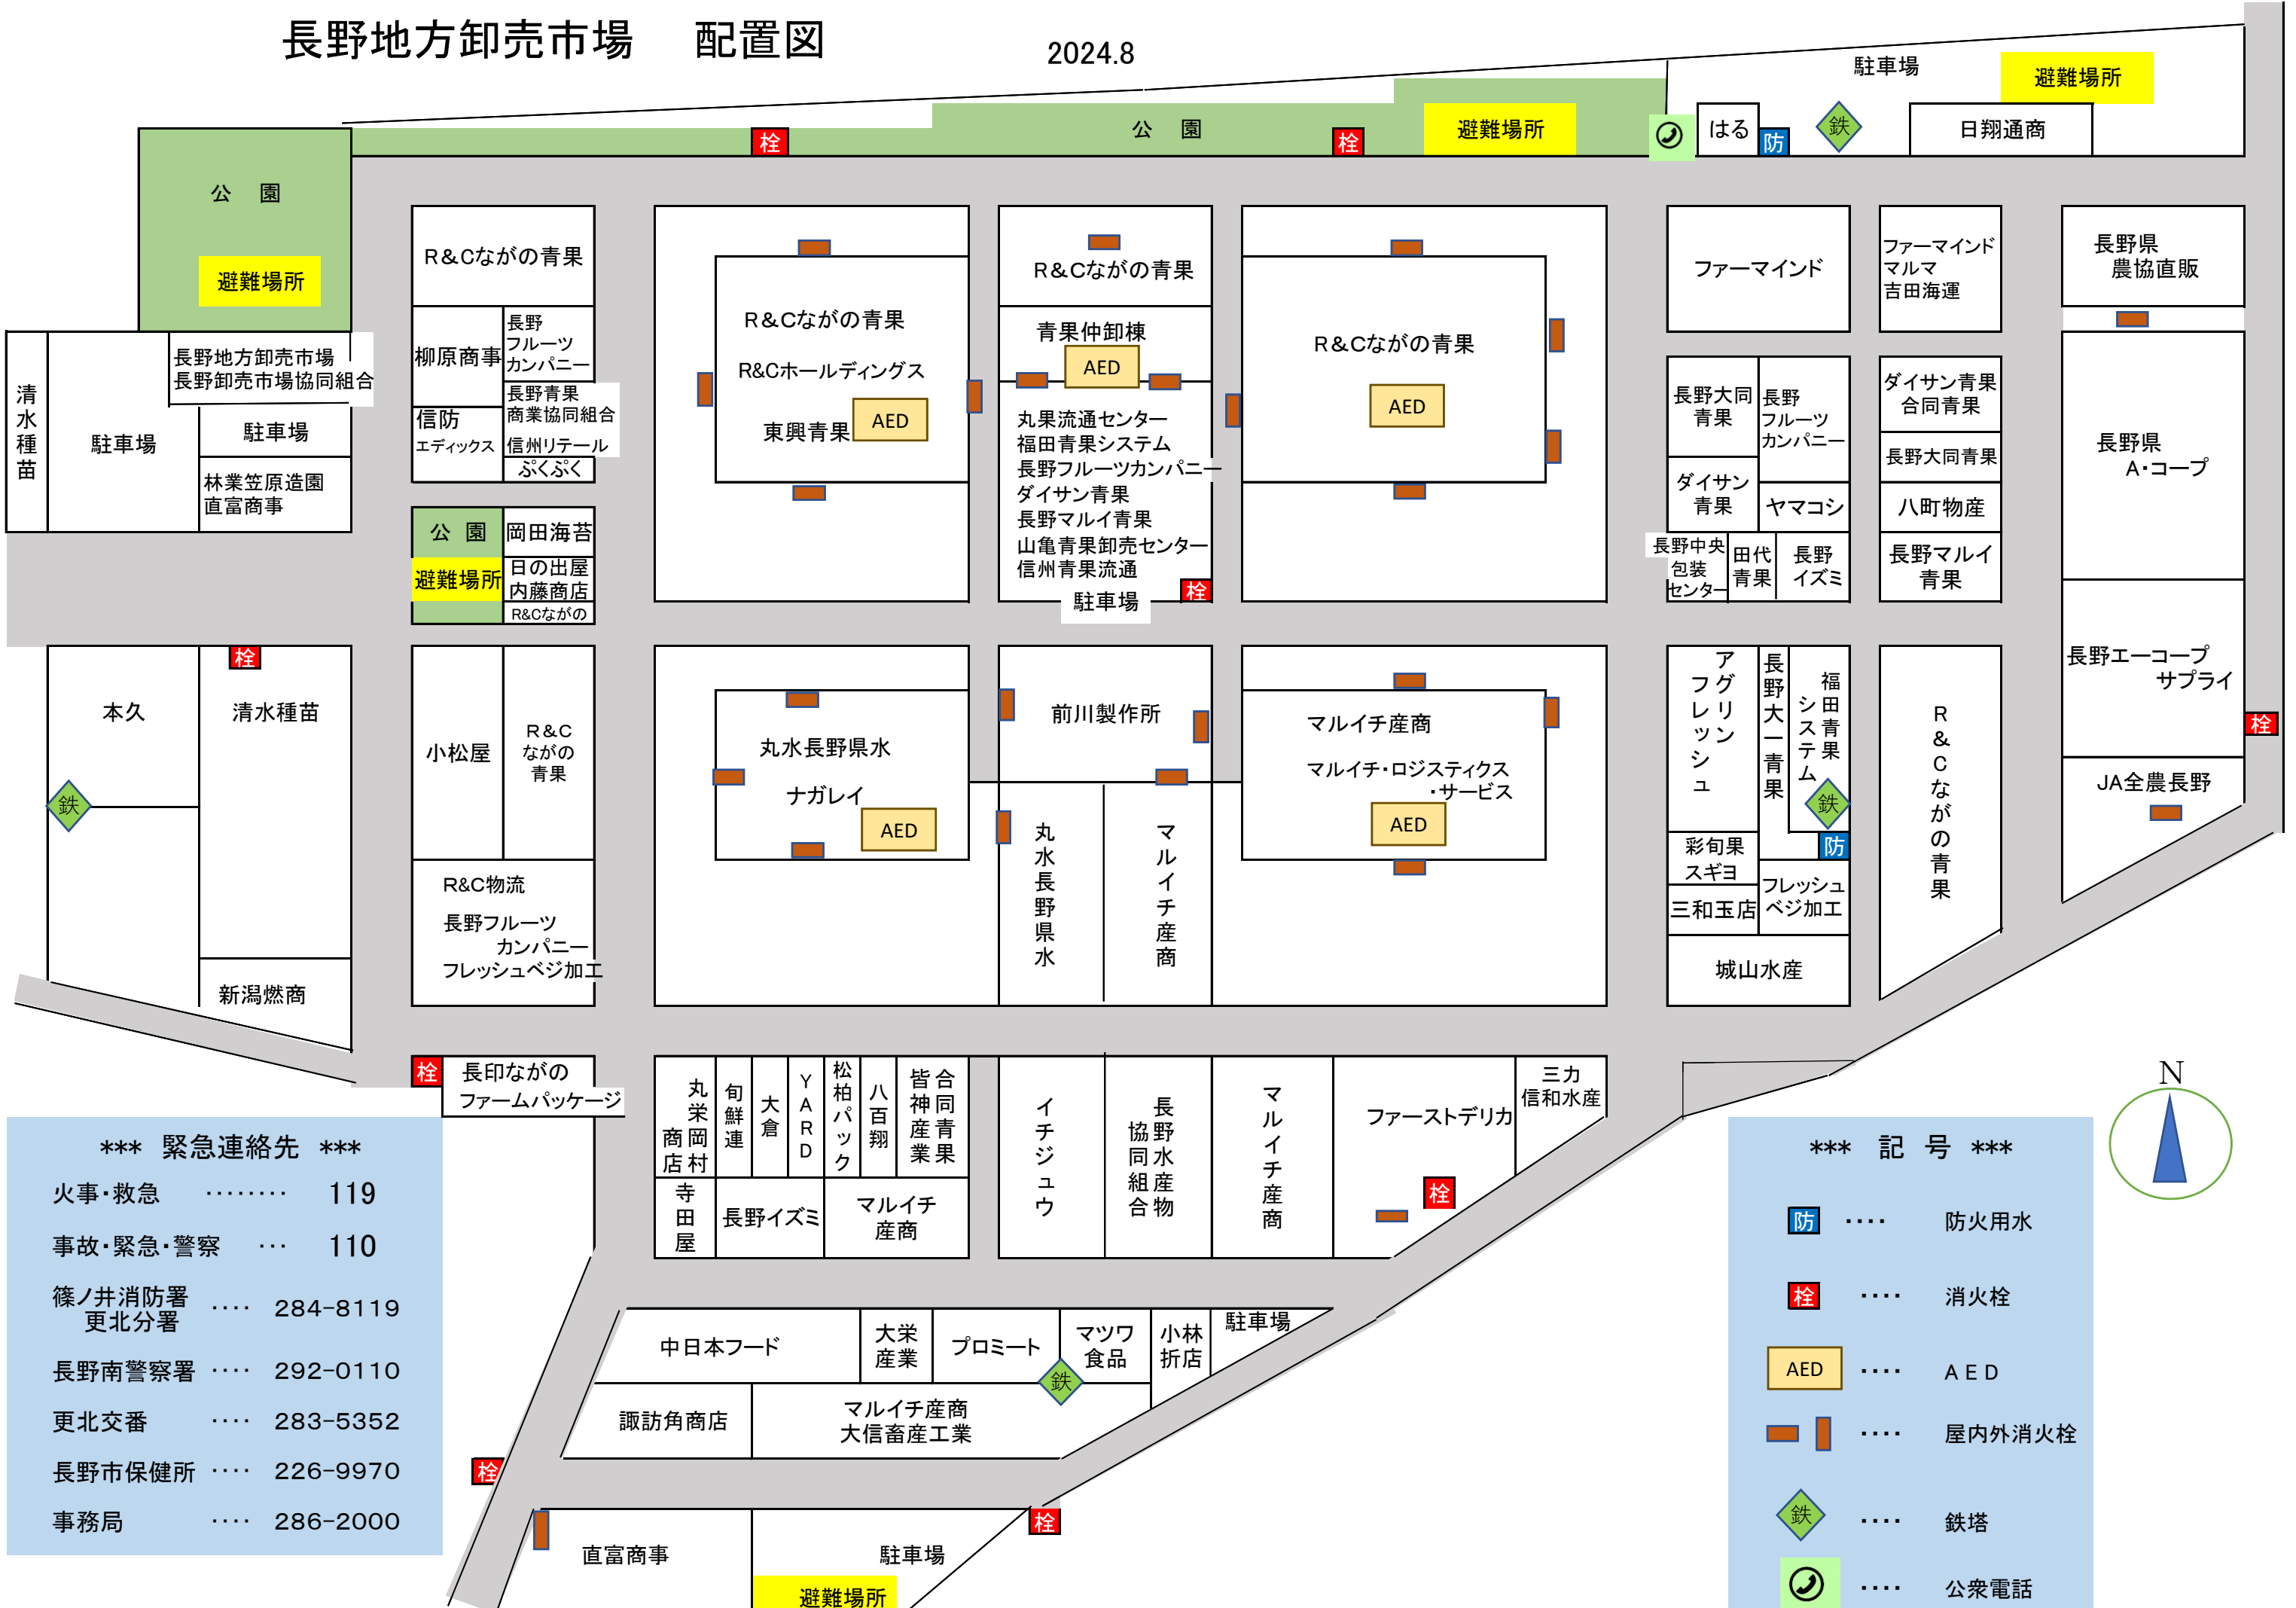 長野地方卸売市場　配置図
2024.8
駐車場
避難場所
公　園
避難場所
栓
栓
はる
防
鉄
日翔通商
公　園
避難場所
R&Cながの青果
柳原商事
長野
フルーツ
カンパニー
長野青果
商業協同組合
信防
エディックス
信州リテール
ぷくぷく
R&Cながの青果
R&Cホールディングス
東興青果
AED
R&Cながの青果
青果仲卸棟
AED
丸果流通センター
福田青果システム
長野フルーツカンパニー
ダイサン青果
長野マルイ青果
山亀青果卸売センター
信州青果流通
栓
駐車場
R&Cながの青果
AED
ファーマインド
ファーマインド
マルマ
吉田海運
長野県
農協直販
長野大同
青果
長野
フルーツ
カンパニー
ダイサン青果
合同青果
長野大同青果
ダイサン
青果
ヤマコシ
八町物産
長野中央
包装
センター
田代
青果
長野
イズミ
長野マルイ
青果
長野県
A・コープ
長野エーコープ
サプライ
栓
JA全農長野
清水種苗
駐車場
長野地方卸売市場
長野卸売市場協同組合
駐車場
林業笠原造園
直富商事
公　園
避難場所
岡田海苔
日の出屋
内藤商店
R&Cながの
本久
栓
清水種苗
鉄
新潟燃商
小松屋
R&C
ながの
青果
R&C物流
長野フルーツ
カンパニー
フレッシュベジ加工
丸水長野県水
ナガレイ
AED
前川製作所
丸水長野県水
マルイチ産商
マルイチ産商
マルイチ・ロジスティクス
・サービス
AED
アグリン
フレッシュ
長野大一青果
福田青果
システム
鉄
防
彩旬果
スギヨ
三和玉店
フレッシュ
ベジ加工
城山水産
R&Cながの青果
栓
長印ながの
ファームパッケージ
丸栄岡村
商店
旬鮮連
大倉
YARD
松柏パック
八百翔
合同青果
皆神産業
寺田屋
長野イズミ
マルイチ
産商
イチジュウ
長野水産物
協同組合
マルイチ産商
ファーストデリカ
栓
三力
信和水産
中日本フード
大栄
産業
プロミート
マツワ
食品
小林
折店
駐車場
鉄
諏訪角商店
マルイチ産商
大信畜産工業
栓
栓
直富商事
駐車場
避難場所
*** 緊急連絡先 ***
火事・救急 ········ 119
事故・緊急・警察 ··· 110
篠ノ井消防署
更北分署 ···· 284-8119
長野南警察署 ···· 292-0110
更北交番 ···· 283-5352
長野市保健所 ···· 226-9970
事務局 ···· 286-2000
N
*** 記 号 ***
防 ···· 防火用水
栓 ···· 消火栓
AED ···· AED
···· 屋内外消火栓
鉄 ···· 鉄塔
···· 公衆電話